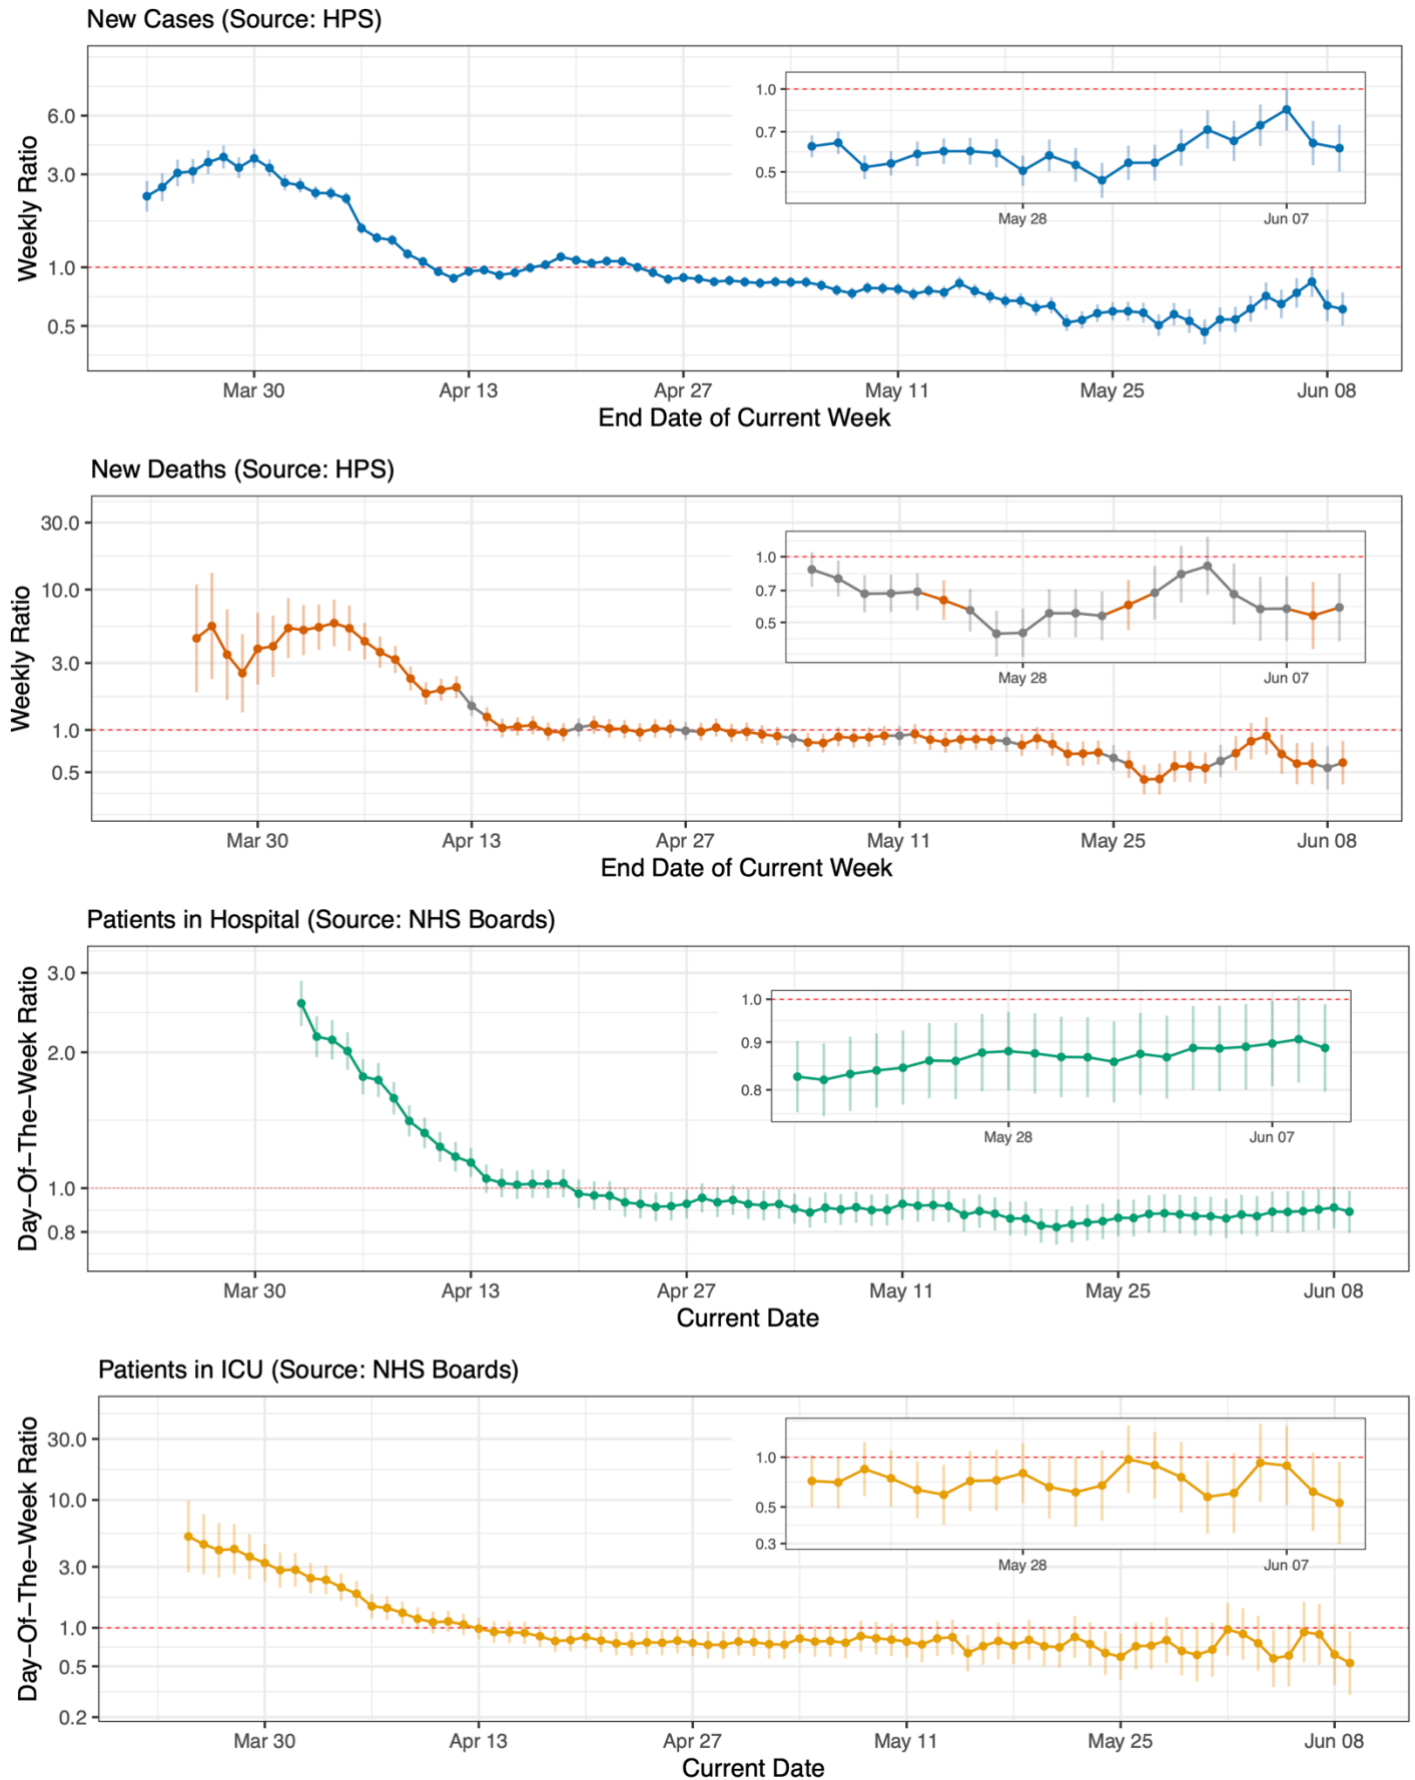 New Cases (Source: HPS)
Weekly Ratio
6.0
3.0
1.0
0.5
1.0
0.7
0.5
May 28
Jun 07
Mar 30
Apr 13
Apr 27
May 11
May 25
Jun 08
End Date of Current Week
New Deaths (Source: HPS)
Weekly Ratio
30.0
10.0
3.0
1.0
0.5
1.0
0.7
0.5
May 28
Jun 07
Mar 30
Apr 13
Apr 27
May 11
May 25
Jun 08
End Date of Current Week
Patients in Hospital (Source: NHS Boards)
Day−Of−The−Week Ratio
3.0
2.0
1.0
0.8
1.0
0.9
0.8
May 28
Jun 07
Mar 30
Apr 13
Apr 27
May 11
May 25
Jun 08
Current Date
Patients in ICU (Source: NHS Boards)
Day−Of−The−Week Ratio
30.0
10.0
3.0
1.0
0.5
0.2
1.0
0.5
0.3
May 28
Jun 07
Mar 30
Apr 13
Apr 27
May 11
May 25
Jun 08
Current Date